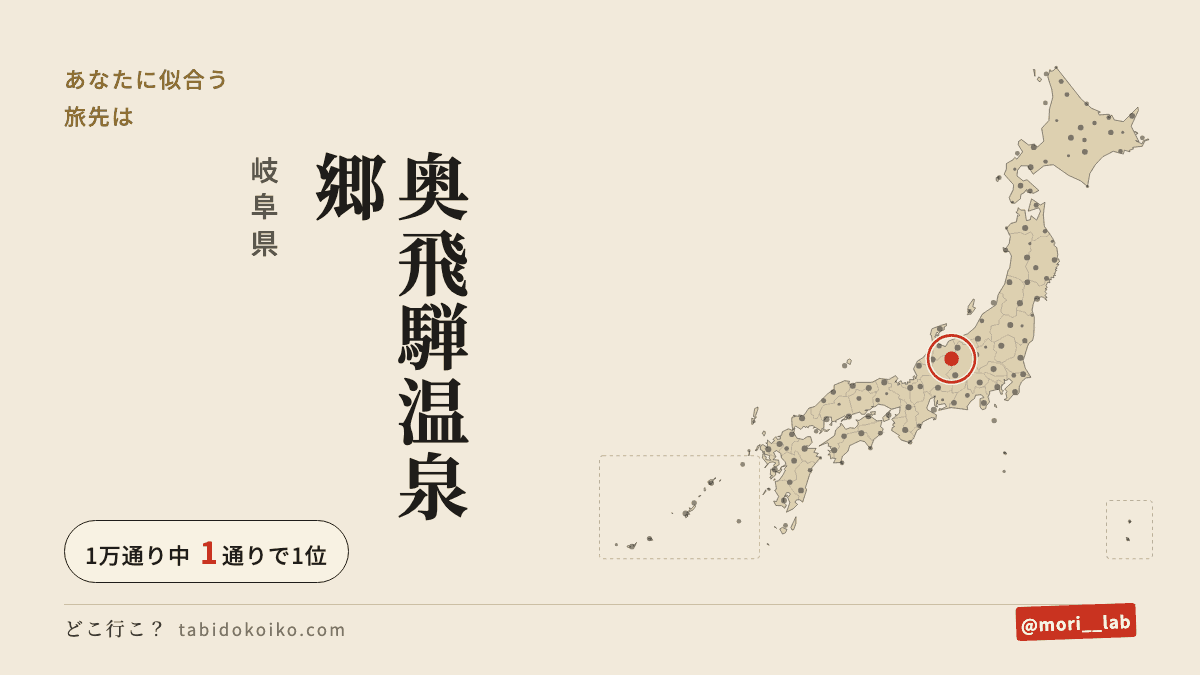 あなたに似合う
旅先は
奥飛騨温泉
郷
岐阜県
1万通り中 1通りで1位
どこ行こ? tabidokoiko.com
@mori__lab